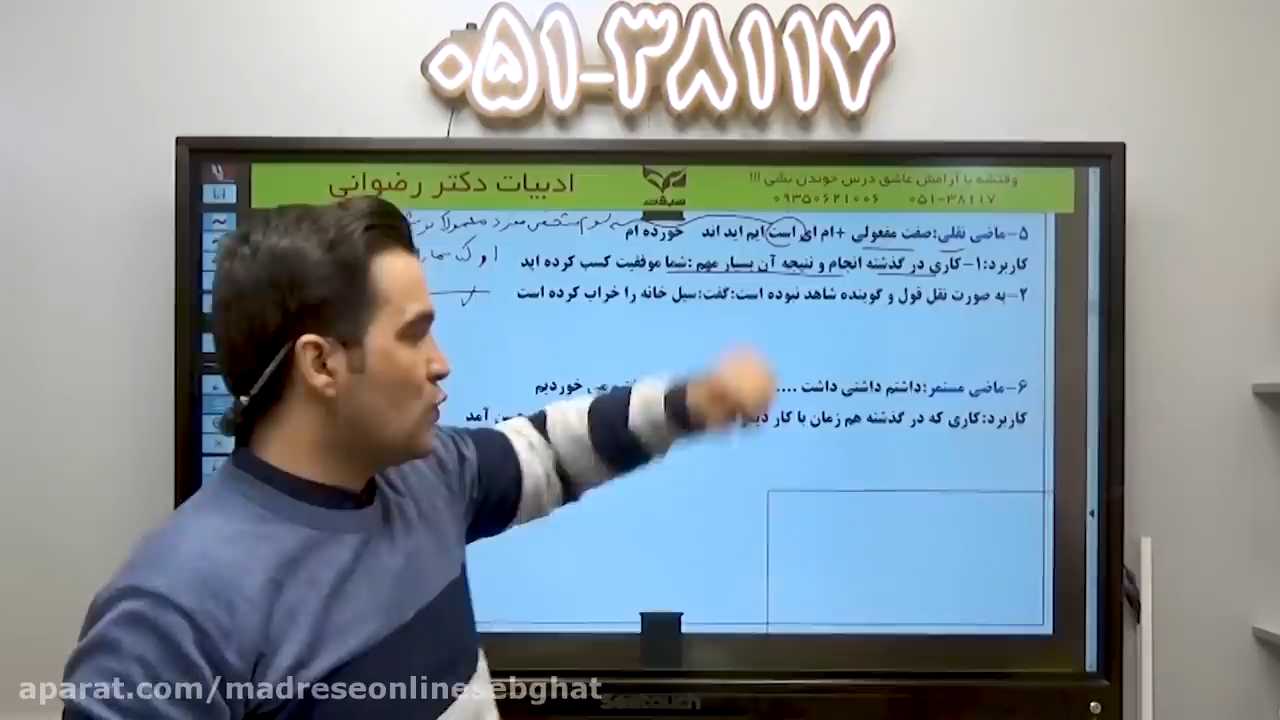 ۰۵۱-۳۸۱۱۷
وقتشه با آرامش عاشق درس خوندن بشی !!!
۰۹۳۵۰۶۲۱۰۰۶ ۰۵۱-۳۸۱۱۷
سبقت
ادبیات دکتر رضوانی
۵-ماضی نقلی:صفت مفعولی +ام ای است ایم اید اند خورده ام
کاربرد:۱-کاری در گذشته انجام و نتیجه آن بسیار مهم :شما موفقیت کسب کرده اید
۲-به صورت نقل قول و گوینده شاهد نبوده است:گفت:سیل خانه را خراب کرده است
۶-ماضی مستمر:داشتم داشتی داشت .... می خوردیم
کاربرد:کاری که در گذشته هم زمان با کار آمد
aparat.com/madreseonlinesebghat